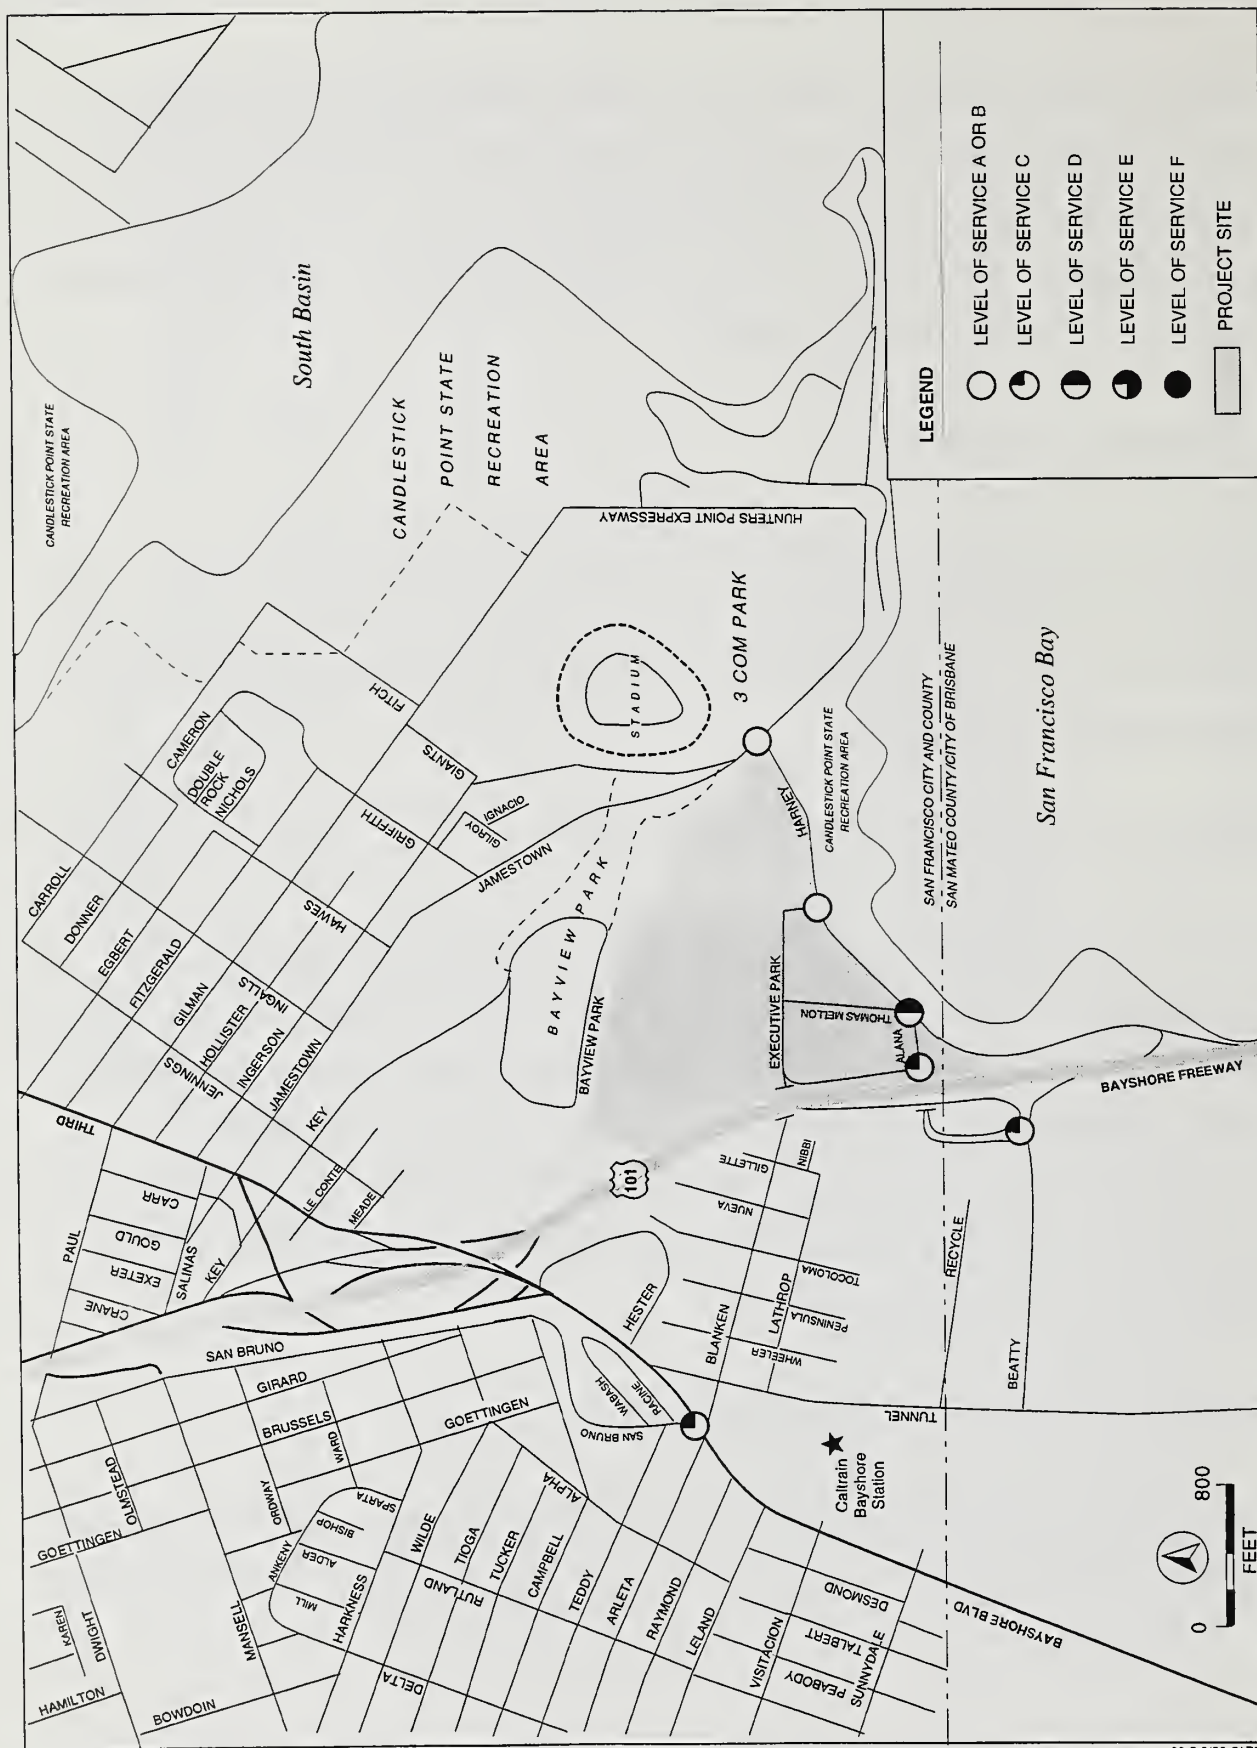 CANDLESTICK POINT STATE
RECREATION AREA
South Basin
CANDLESTICK
POINT STATE
RECREATION
AREA
HUNTERS POINT EXPRESSWAY
3 COM PARK
STADIUM
FITCH
CAMERON
DOUBLE
ROCK
NICHOLS
GIANTS
GRIFFITH
IGNACIO
GILROY
JAMESTOWN
CARROLL
DONNER
EGBERT
FITZGERALD
GILMAN
HAWES
INGALLS
HOLLISTER
JENNINGS
INGERSON
JAMESTOWN
KEY
LE CONTE
MEADE
THIRD
BAYVIEW PARK
BAYVIEW PARK
HARNEY
CANDLESTICK POINT STATE
RECREATION AREA
EXECUTIVE PARK
THOMAS MELLON
ALANA
SAN FRANCISCO CITY AND COUNTY
SAN MATEO COUNTY/CITY OF BRISBANE
San Francisco Bay
BAYSHORE FREEWAY
101
PAUL
CARR
GOULD
EXETER
CRANE
SALINAS
KEY
SAN BRUNO
GIRARD
BRUSSELS
WARD
GOETTINGEN
OLMSTEAD
ORDWAY
GOETTINGEN
KAREN
DWIGHT
HAMILTON
BOWDOIN
MANSELL
ANKENY
SPARTA
BISHOP
ALDER
MILL
HARKNESS
WILDE
TIOGA
TUCKER
CAMPBELL
ALPHA
RUTLAND
DELTA
TEDDY
ARLETA
RAYMOND
LELAND
VISITACION
DESMOND
TALBERT
PEABODY
SUNNYDALE
SAN BRUNO
WABASH
RACINE
HESTER
GILLETTE
NIBBI
NUEVA
TOCOLOMA
LATHROP
PENINSULA
BLANKEN
WHEELER
RECYCLE
BEATTY
TUNNEL
Caltrain
Bayshore
Station
BAYSHORE BLVD
0 800
FEET
LEGEND
LEVEL OF SERVICE A OR B
LEVEL OF SERVICE C
LEVEL OF SERVICE D
LEVEL OF SERVICE E
LEVEL OF SERVICE F
PROJECT SITE